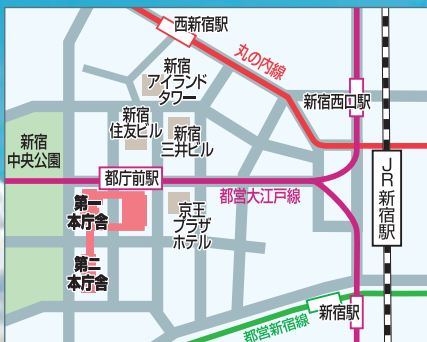 西新宿駅
丸の内線
新宿
アイランド
タワー
新宿西口駅
新宿
住友ビル
新宿
三井ビル
新宿
中央公園
都庁前駅
都営大江戸線
JR新宿駅
第一
本庁舎
京王
プラザ
ホテル
第二
本庁舎
新宿駅
都営新宿線